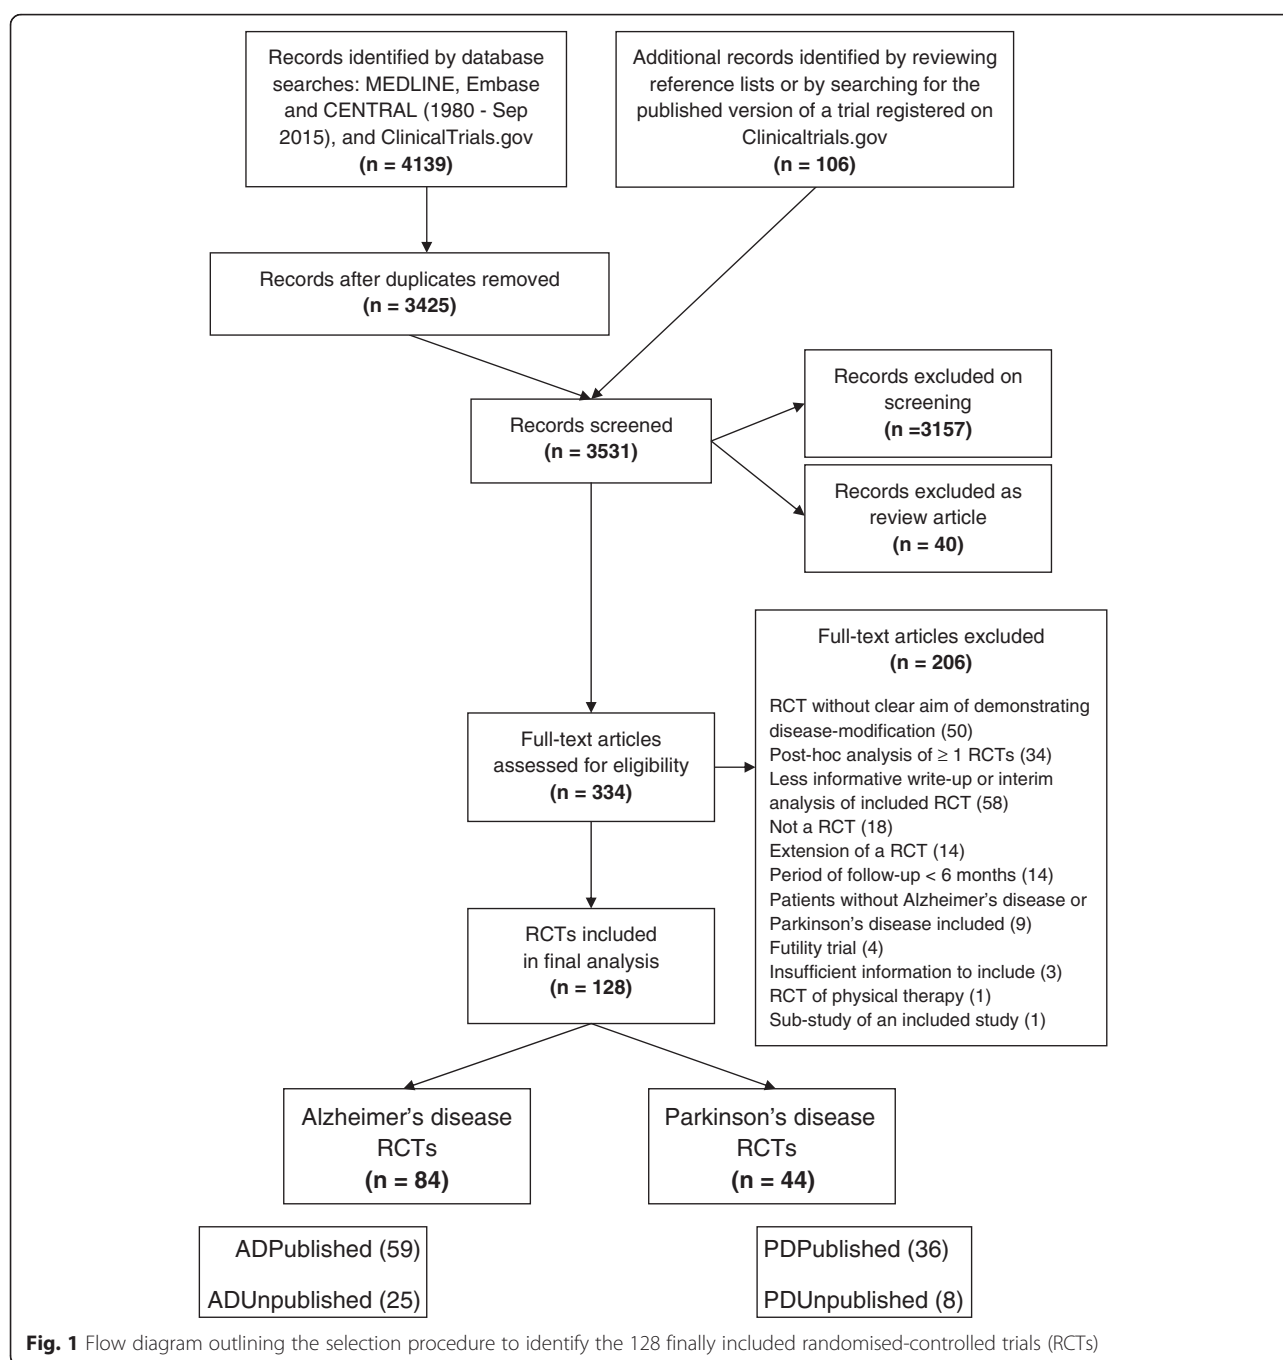 Records identified by database
searches: MEDLINE, Embase
and CENTRAL (1980 - Sep
2015), and ClinicalTrials.gov
(n = 4139)
Additional records identified by reviewing
reference lists or by searching for the
published version of a trial registered on
Clinicaltrials.gov
(n = 106)
Records after duplicates removed
(n = 3425)
Records screened
(n = 3531)
Records excluded on
screening
(n =3157)
Records excluded as
review article
(n = 40)
Full-text articles
assessed for eligibility
(n = 334)
Full-text articles excluded
(n = 206)
RCT without clear aim of demonstrating
disease-modification (50)
Post-hoc analysis of ≥ 1 RCTs (34)
Less informative write-up or interim
analysis of included RCT (58)
Not a RCT (18)
Extension of a RCT (14)
Period of follow-up < 6 months (14)
Patients without Alzheimer's disease or
Parkinson's disease included (9)
Futility trial (4)
Insufficient information to include (3)
RCT of physical therapy (1)
Sub-study of an included study (1)
RCTs included
in final analysis
(n = 128)
Alzheimer's disease
RCTs
(n = 84)
Parkinson's disease
RCTs
(n = 44)
ADPublished (59)
ADUnpublished (25)
PDPublished (36)
PDUnpublished (8)
Fig. 1 Flow diagram outlining the selection procedure to identify the 128 finally included randomised-controlled trials (RCTs)